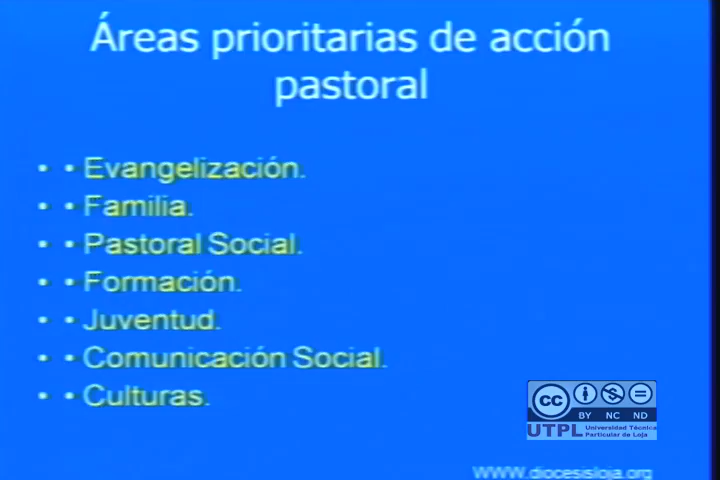 Áreas prioritarias de acción
pastoral
• • Evangelización.
• • Familia.
• • Pastoral Social.
• • Formación.
• • Juventud.
• • Comunicación Social.
• • Culturas.
cc
BY NC ND
UTPL Universidad Técnica
Particular de Loja
WWW.diocesisloja.org